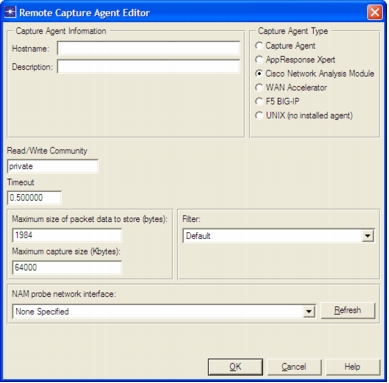 Remote Capture Agent Editor
Capture Agent Information
Hostname:
Description:
Capture Agent Type
Capture Agent
AppResponse Xpert
Cisco Network Analysis Module
WAN Accelerator
F5 BIG-IP
UNIX (no installed agent)
Read/Write Community
private
Timeout
0.500000
Maximum size of packet data to store (bytes):
1984
Maximum capture size (Kbytes):
64000
Filter:
Default
NAM probe network interface:
None Specified
Refresh
OK
Cancel
Help